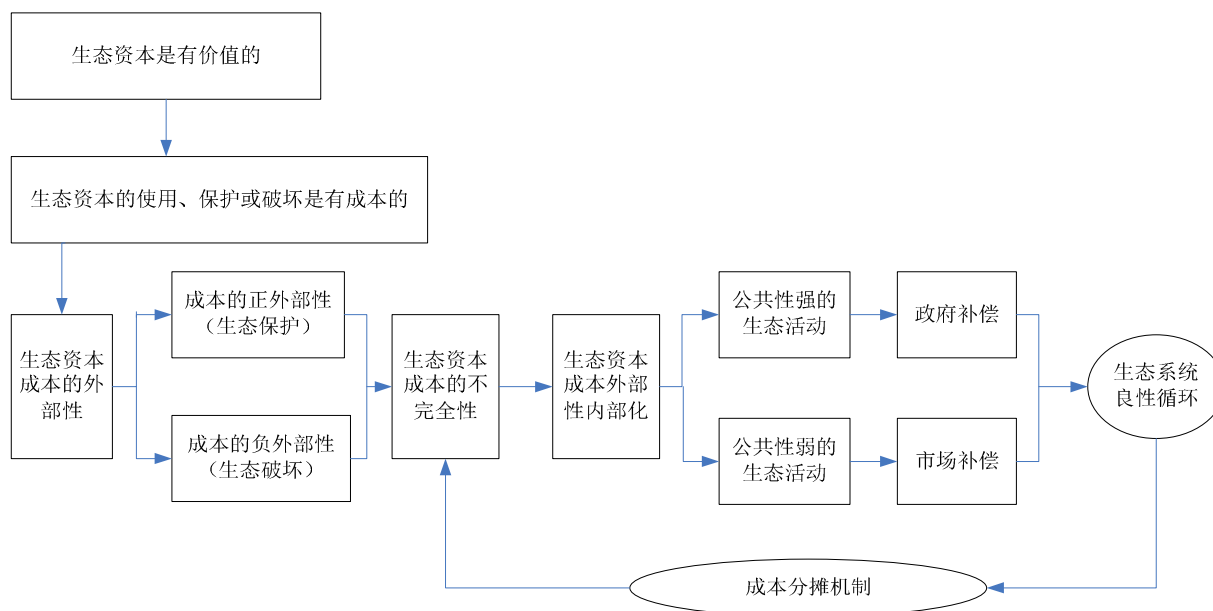 生态资本是有价值的
生态资本的使用、保护或破坏是有成本的
生态资本
成本的外
部性
成本的正外部性
（生态保护）
成本的负外部性
（生态破坏）
生态资本
成本的不
完全性
生态资本
成本外部
性内部化
公共性强的
生态活动
政府补偿
公共性弱的
生态活动
市场补偿
生态系统
良性循环
成本分摊机制